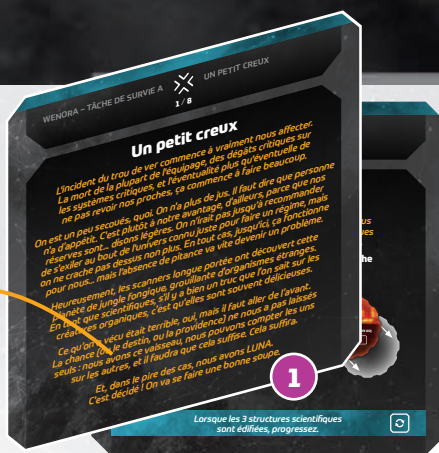 WENORA – TÂCHE DE SURVIE A
1/8
UN PETIT CREUX
Un petit creux
L'incident du trou de ver commence à vraiment nous affecter.
La mort de la plupart de l'équipage, des dégâts critiques sur
les systèmes critiques, et l'éventualité plus qu'éventuelle de
ne pas revoir nos proches, ça commence à faire beaucoup.
On est un peu secoués, quoi. On n'a plus de jus. Il faut dire que personne
n'a d'appétit. C'est plutôt à notre avantage, d'ailleurs, parce que nos
réserves sont… disons légères. On n'irait pas jusqu'à recommander
de s'exiler au bout de l'univers connu juste pour faire un régime, mais
on ne crache pas dessus non plus. En tout cas, jusqu'ici, ça fonctionne
pour nous… mais l'absence de pitance va vite devenir un problème.
Heureusement, les scanners longue portée ont découvert cette
planète de jungle fongique, grouillante d'organismes étranges.
En tant que scientifiques, s'il y a bien un truc que l'on sait sur les
créatures organiques, c'est qu'elles sont souvent délicieuses.
Ce qu'on a vécu était terrible, oui, mais il faut aller de l'avant.
La chance (ou le destin, ou la providence) ne nous a pas laissés
seuls : nous avons ce vaisseau, nous pouvons compter les uns
sur les autres, et il faudra que cela suffise. Cela suffira.
Et, dans le pire des cas, nous avons LUNA.
C'est décidé ! On va se faire une bonne soupe.
1
Lorsque les 3 structures scientifiques
sont édifiées, progressez.